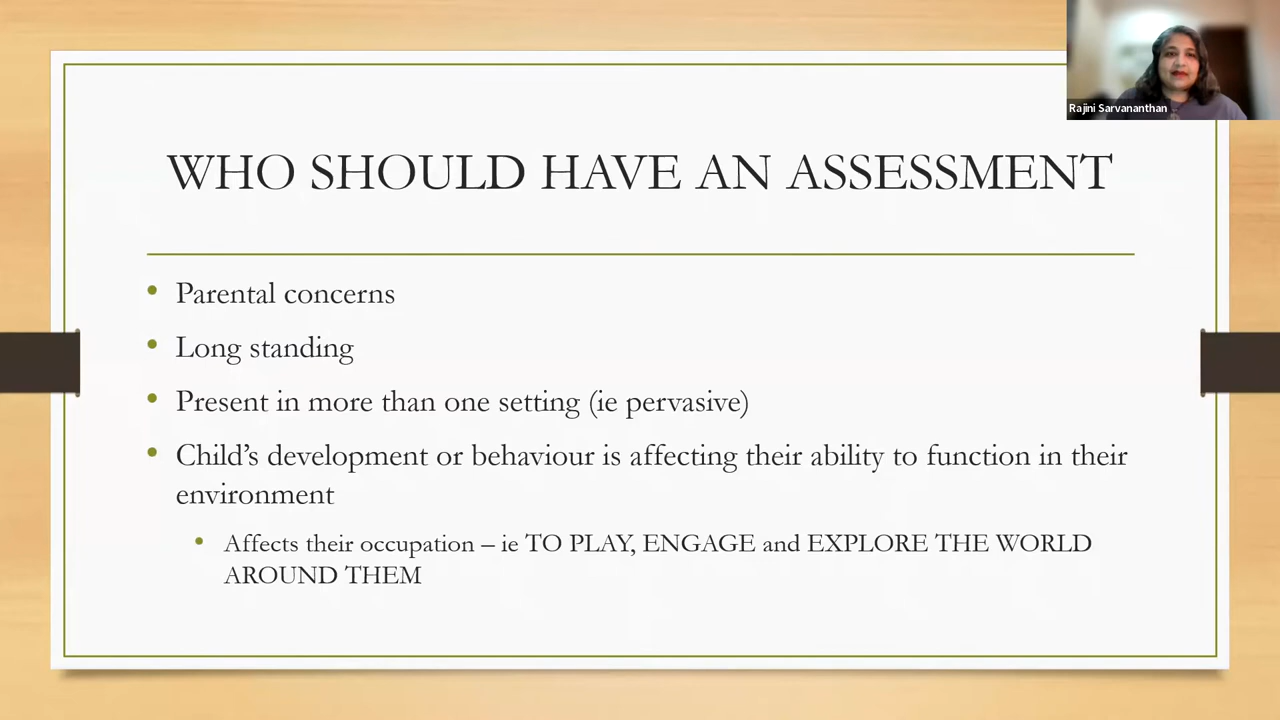 Rajini Sarvananthan
WHO SHOULD HAVE AN ASSESSMENT
• Parental concerns
• Long standing
• Present in more than one setting (ie pervasive)
• Child’s development or behaviour is affecting their ability to function in their
environment
• Affects their occupation – ie TO PLAY, ENGAGE and EXPLORE THE WORLD
AROUND THEM